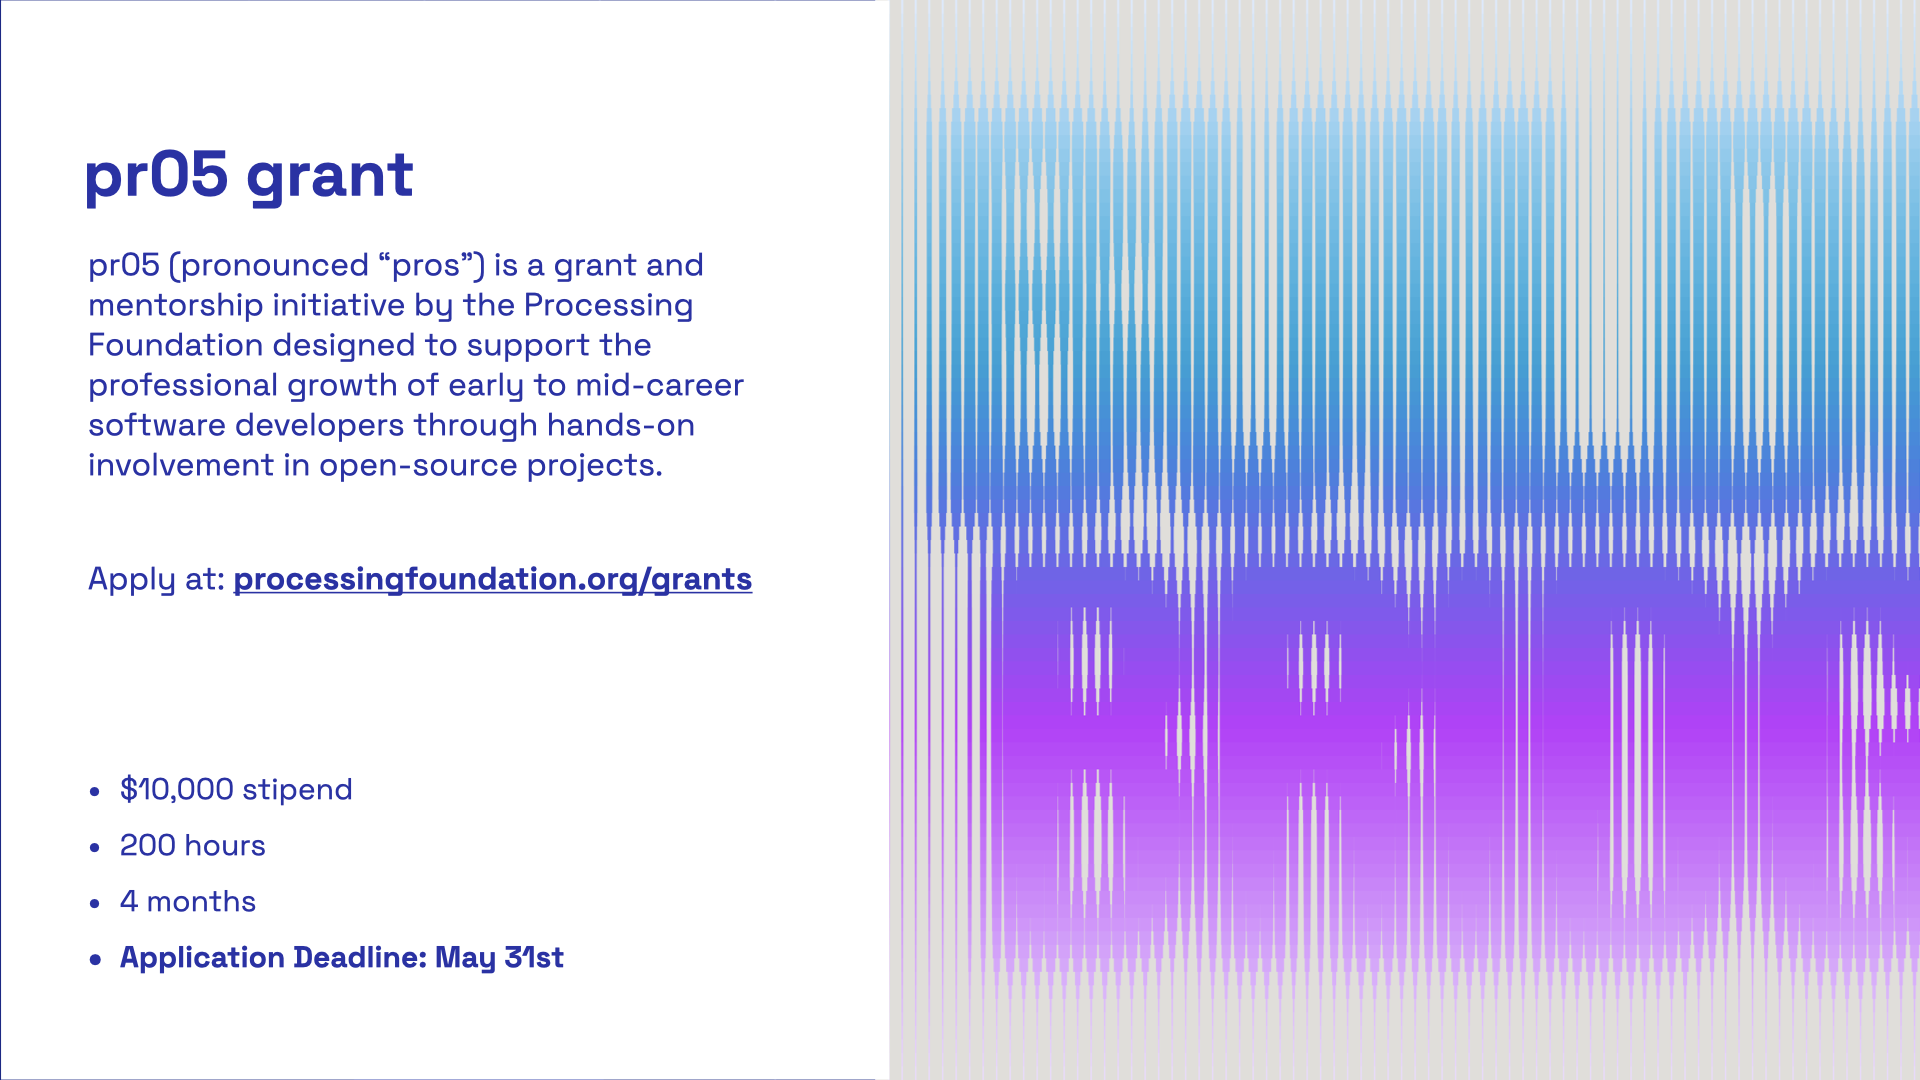 pr05 grant
pr05 (pronounced “pros”) is a grant and
mentorship initiative by the Processing
Foundation designed to support the
professional growth of early to mid-career
software developers through hands-on
involvement in open-source projects.
Apply at: processingfoundation.org/grants
• $10,000 stipend
• 200 hours
• 4 months
• Application Deadline: May 31st